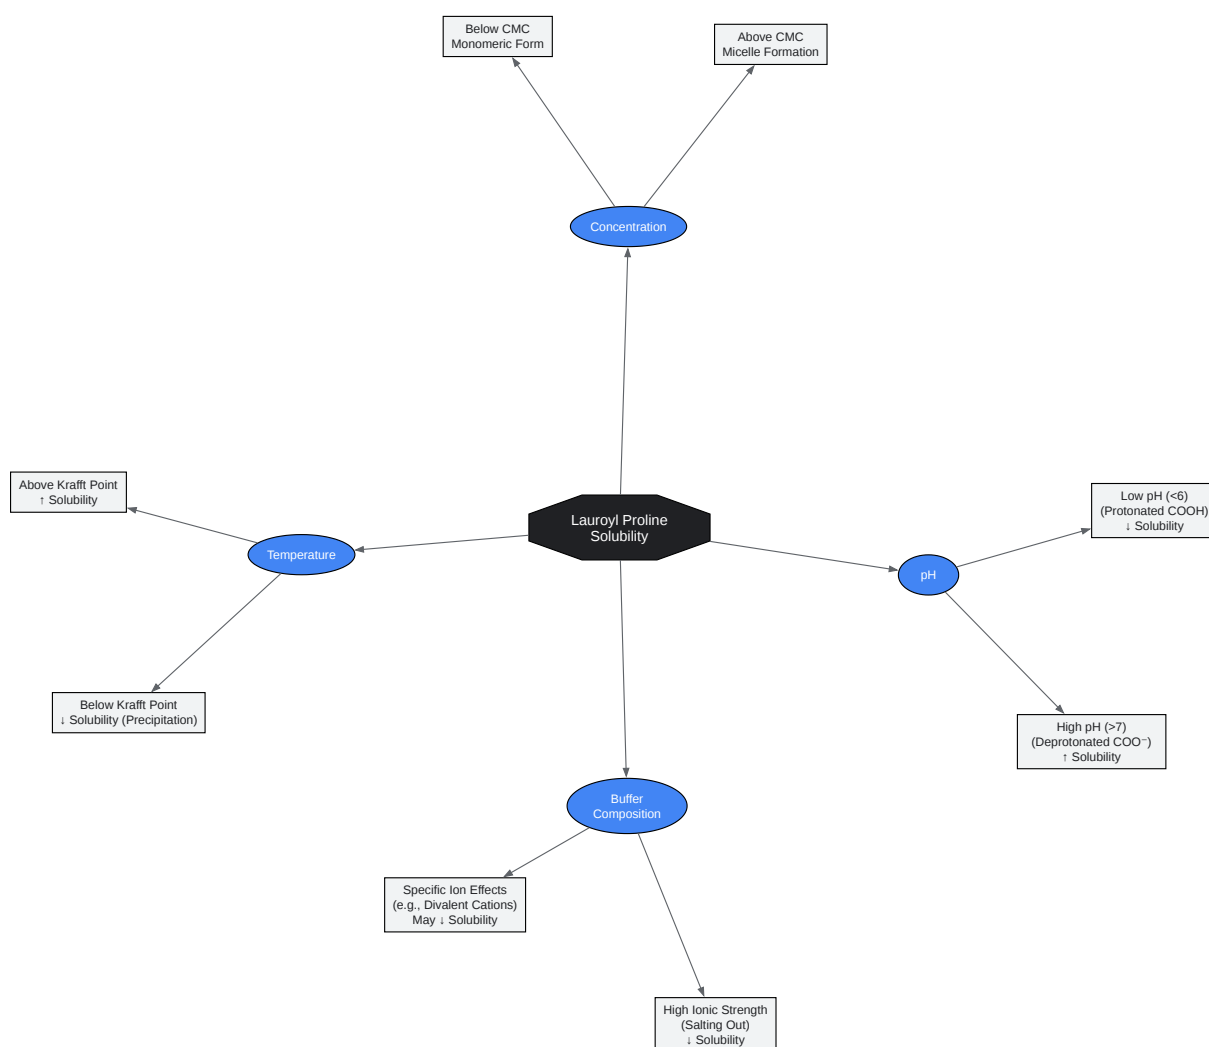 Below CMC
Monomeric Form
Above CMC
Micelle Formation
Concentration
Above Krafft Point
↑ Solubility
Low pH (<6)
(Protonated COOH)
↓ Solubility
Lauroyl Proline
Solubility
Temperature
pH
Below Krafft Point
↓ Solubility (Precipitation)
High pH (>7)
(Deprotonated COO⁻)
↑ Solubility
Buffer
Composition
Specific Ion Effects
(e.g., Divalent Cations)
May ↓ Solubility
High Ionic Strength
(Salting Out)
↓ Solubility